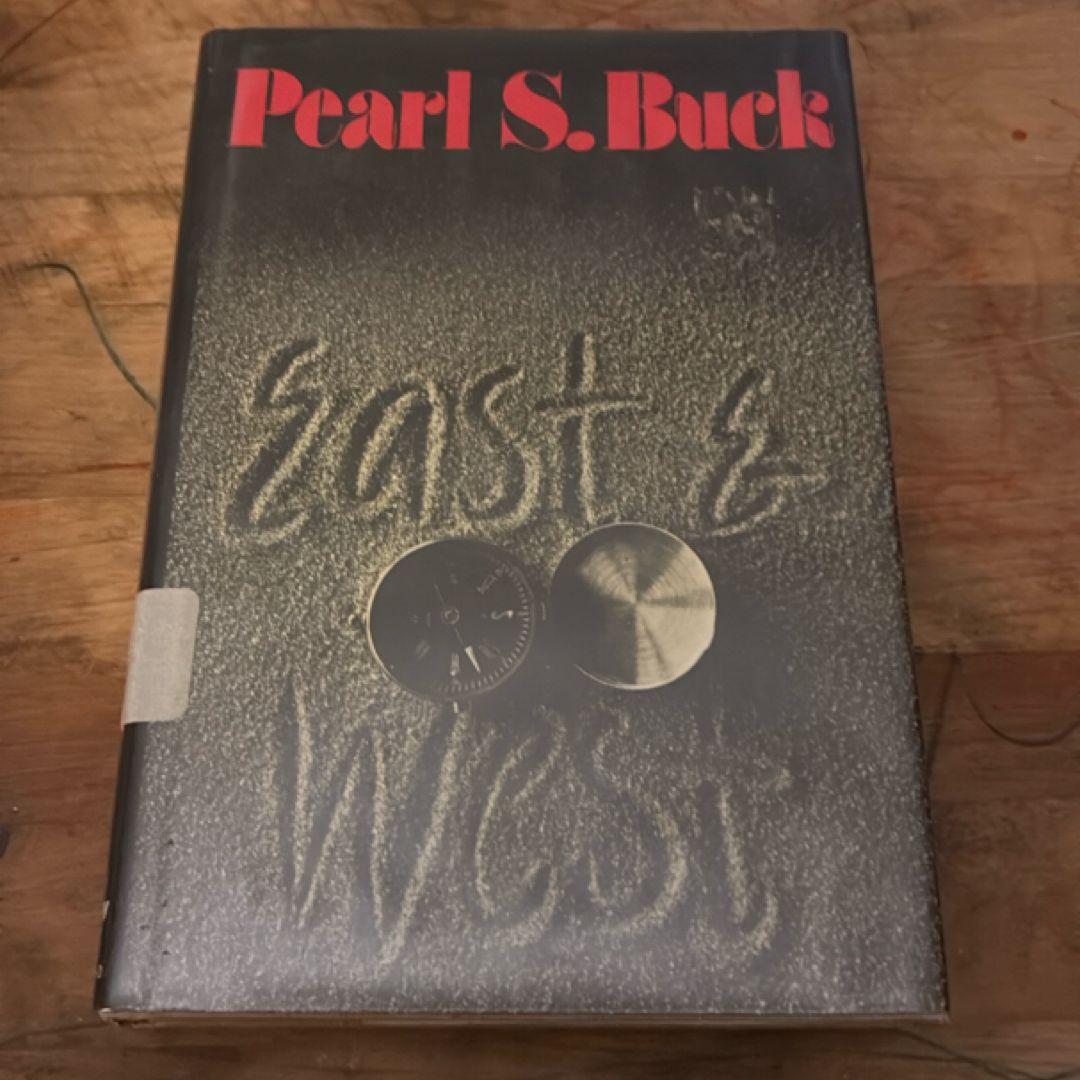 Pearl S. Buck
East &
West